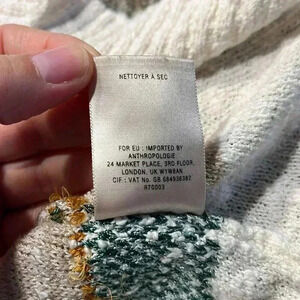 NETTOYER À SEC
FOR EU : IMPORTED BY
ANTHROPOLOGIE
24 MARKET PLACE, 3RD FLOOR,
LONDON, UK W1W8AN
CIF : VAT No. GB 684536387
R70003